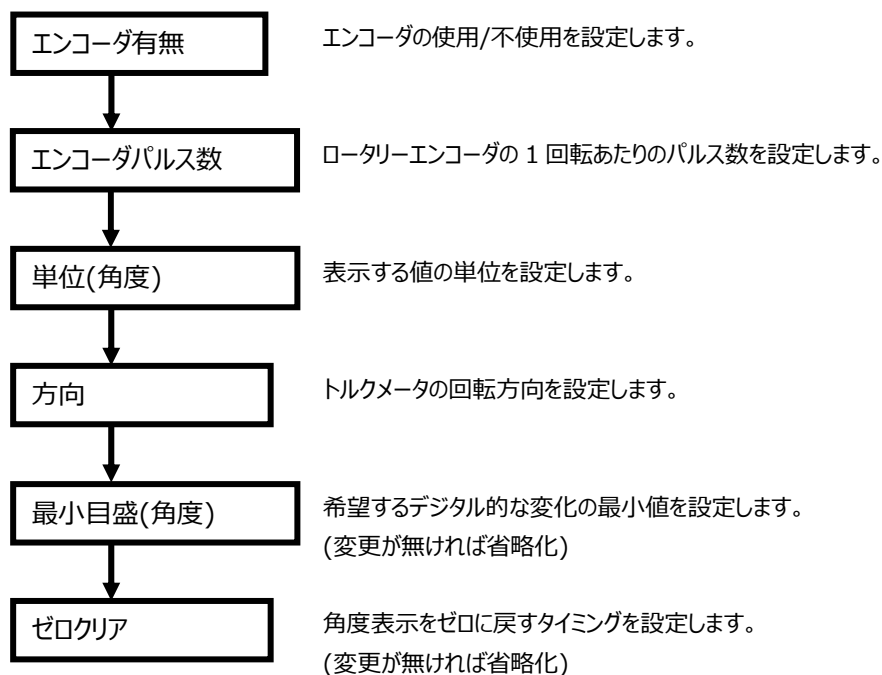 エンコーダ有無
エンコーダの使用/不使用を設定します。
エンコーダパルス数
ロータリーエンコーダの 1 回転あたりのパルス数を設定します。
単位(角度)
表示する値の単位を設定します。
方向
トルクメータの回転方向を設定します。
最小目盛(角度)
希望するデジタル的な変化の最小値を設定します。
(変更が無ければ省略化)
ゼロクリア
角度表示をゼロに戻すタイミングを設定します。
(変更が無ければ省略化)